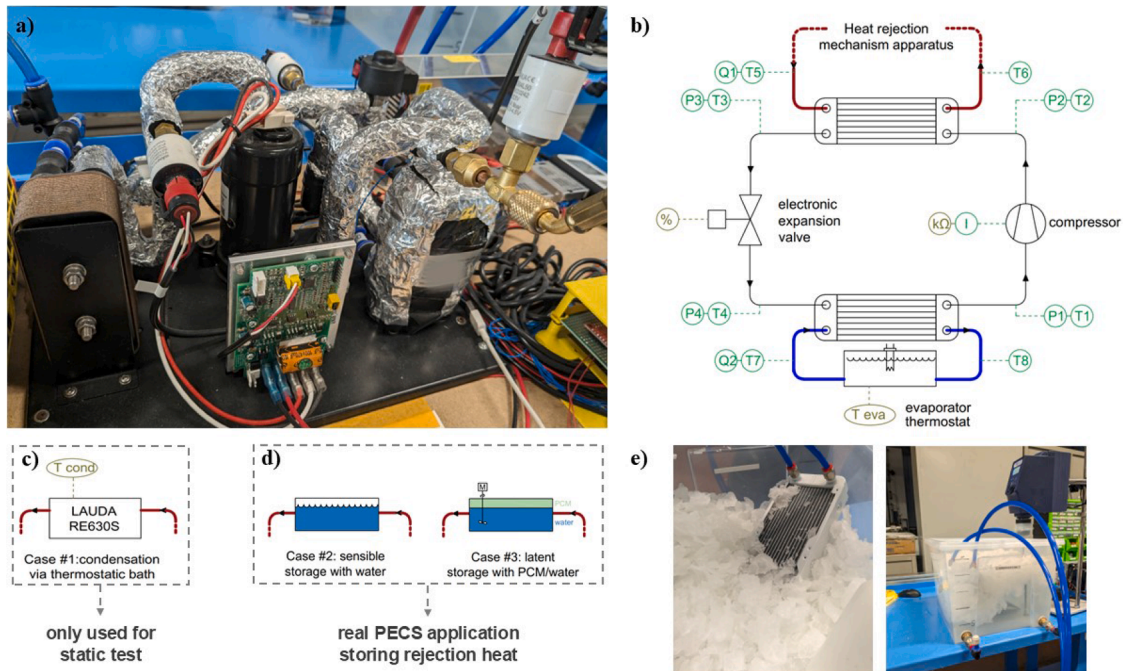 a)
b)
Heat rejection
mechanism apparatus
Q1 T5
T6
P3 T3
P2 T2
%
electronic
expansion
valve
kΩ I
compressor
P4 T4
P1 T1
Q2 T7
T8
T eva
evaporator
thermostat
c)
T cond
LAUDA
RE630S
Case #1:condensation
via thermostatic bath
only used for
static test
d)
M
PCM
water
Case #2: sensible
storage with water
Case #3: latent
storage with PCM/water
real PECS application
storing rejection heat
e)